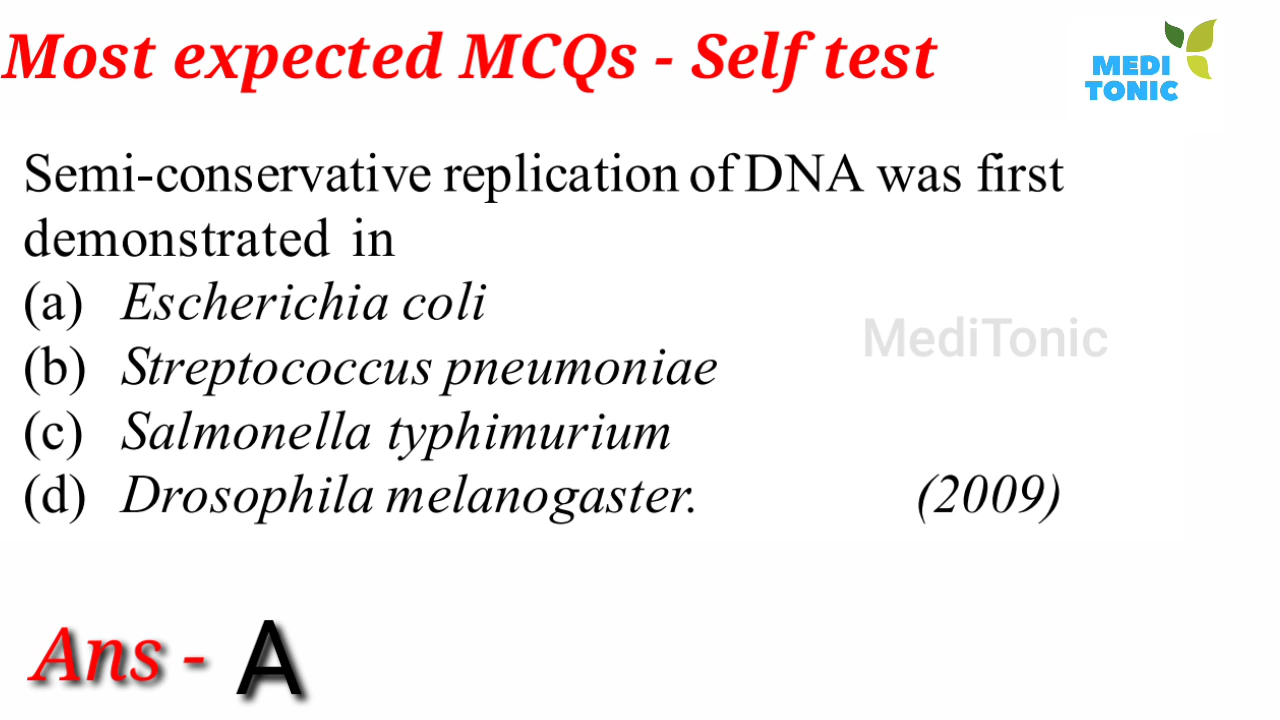 Most expected MCQs - Self test
MEDI
TONIC
Semi-conservative replication of DNA was first
demonstrated in
(a) Escherichia coli
MediTonic
(b) Streptococcus pneumoniae
(c) Salmonella typhimurium
(d) Drosophila melanogaster. (2009)
Ans - A